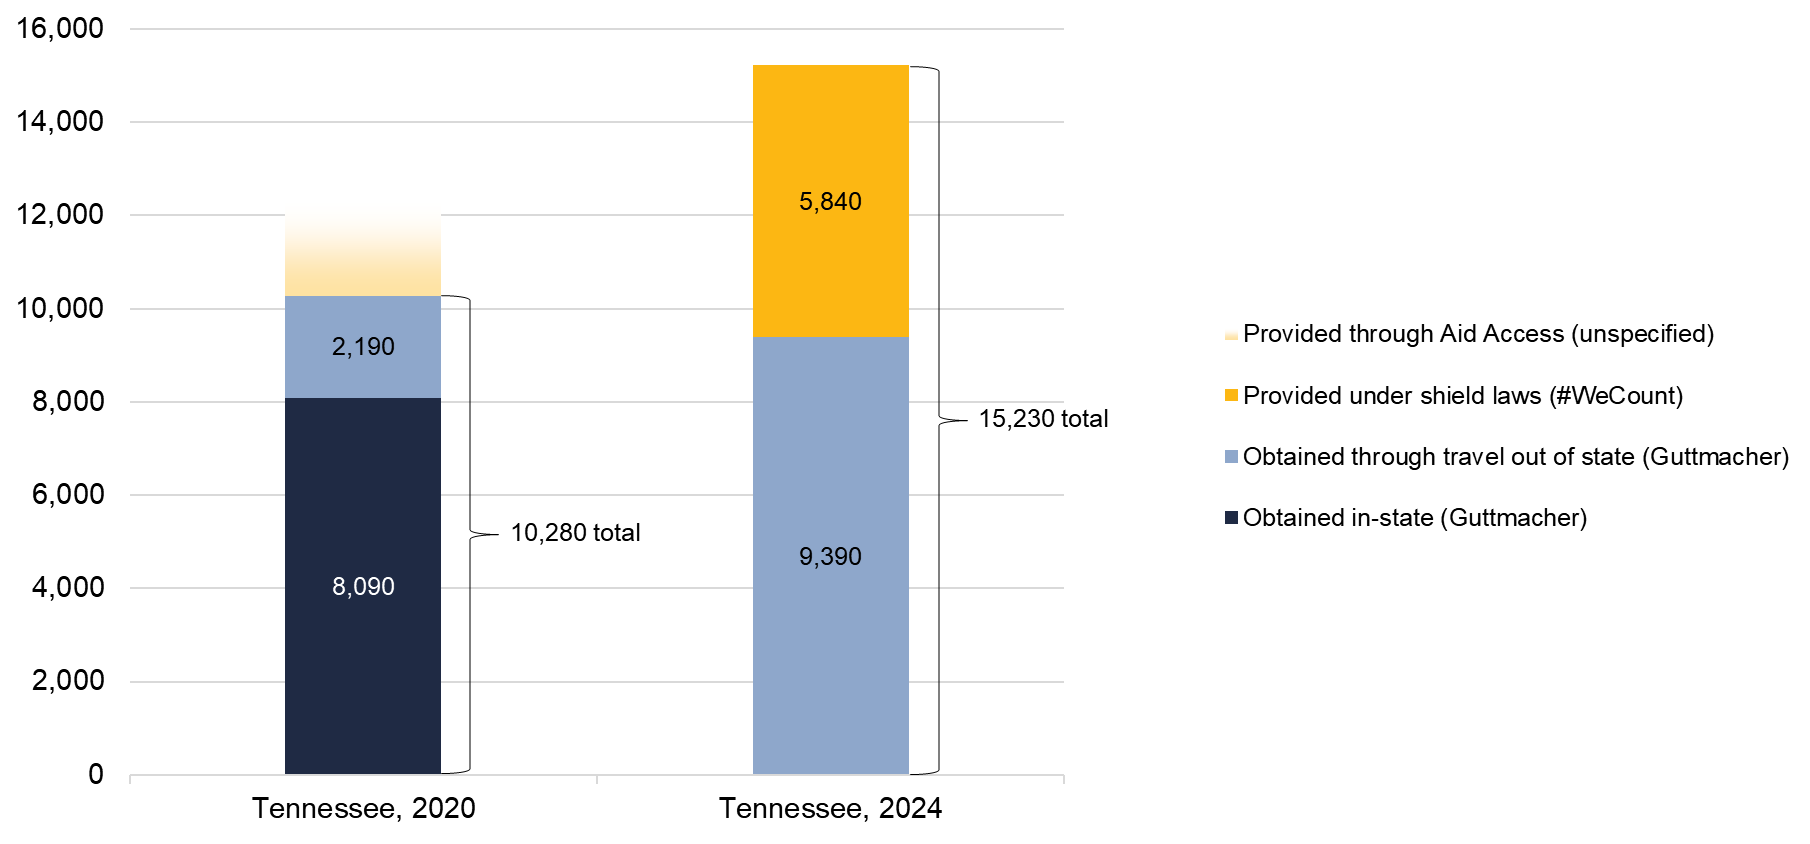 16,000
14,000
12,000
10,000
8,000
6,000
4,000
2,000
0
2,190
8,090
10,280 total
5,840
9,390
15,230 total
Tennessee, 2020
Tennessee, 2024
Provided through Aid Access (unspecified)
Provided under shield laws (#WeCount)
Obtained through travel out of state (Guttmacher)
Obtained in-state (Guttmacher)